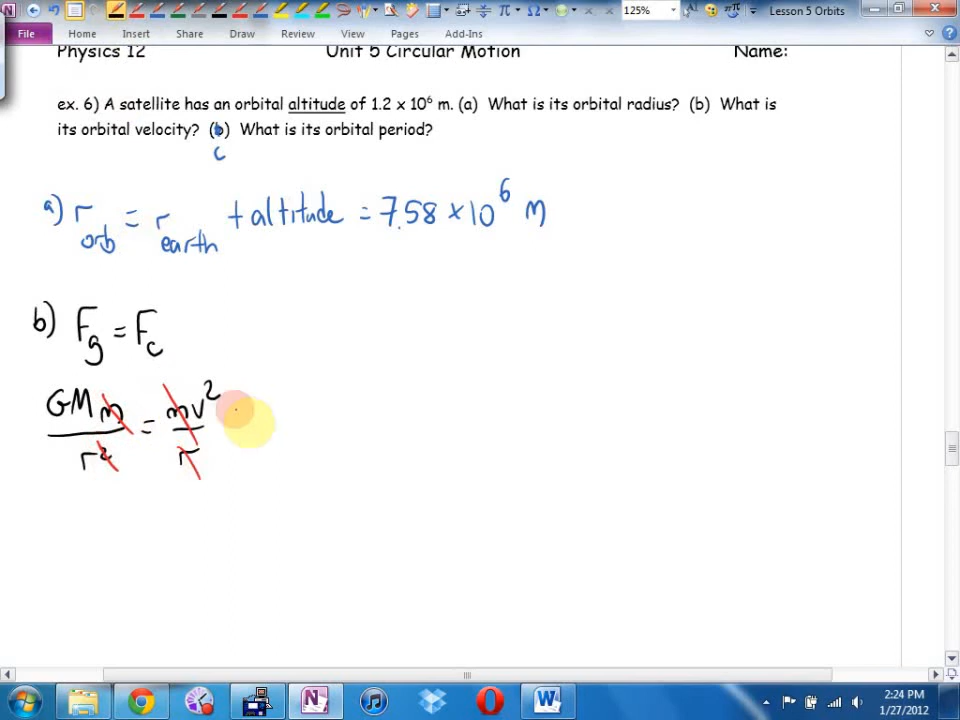 125%
Lesson 5 Orbits
File Home Insert Share Draw Review View Pages Add-Ins
Physics 12 Unit 5 Circular Motion Name:
ex. 6) A satellite has an orbital altitude of 1.2 x 10⁶ m. (a) What is its orbital radius? (b) What is
its orbital velocity? (b) What is its orbital period?
c
a) r orb = r earth + altitude = 7.58 × 10⁶ m
b) Fg = Fc
GMm/r² = mv²/r
2:24 PM
1/27/2012